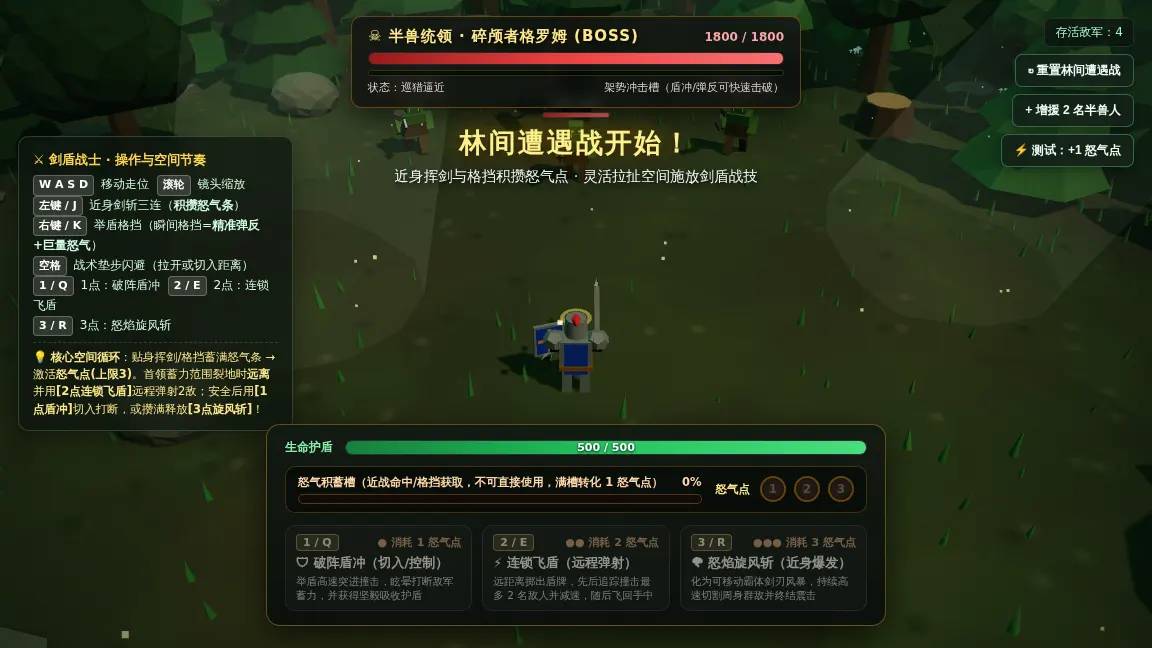 ☠ 半兽统领 · 碎颅者格罗姆 (BOSS) 1800 / 1800
状态：巡猎逼近 架势冲击槽（盾冲/弹反可快速击破）
存活敌军：4
重置林间遭遇战
+ 增援 2 名半兽人
⚡ 测试：+1 怒气点
林间遭遇战开始！
近身挥剑与格挡积攒怒气点 · 灵活拉扯空间施放剑盾战技
⚔ 剑盾战士 · 操作与空间节奏
W A S D 移动走位 滚轮 镜头缩放
左键 / J 近身剑斩三连（积攒怒气条）
右键 / K 举盾格挡（瞬间格挡=精准弹反
+巨量怒气）
空格 战术垫步闪避（拉开或切入距离）
1 / Q 1点：破阵盾冲 2 / E 2点：连锁
飞盾
3 / R 3点：怒焰旋风斩
💡 核心空间循环：贴身挥剑/格挡蓄满怒气条 →
激活怒气点(上限3)。首领蓄力范围裂地时远离
并用[2点连锁飞盾]远程弹射2敌；安全后用[1
点盾冲]切入打断，或攒满释放[3点旋风斩]！
生命护盾 500 / 500
怒气积蓄槽（近战命中/格挡获取，不可直接使用，满槽转化 1 怒气点） 0% 怒气点 1 2 3
1 / Q ● 消耗 1 怒气点
🛡 破阵盾冲（切入/控制）
举盾高速突进撞击，眩晕打断敌军
蓄力，并获得坚毅吸收护盾
2 / E ●● 消耗 2 怒气点
⚡ 连锁飞盾（远程弹射）
远距离掷出盾牌，先后追踪撞击最
多 2 名敌人并减速，随后飞回手中
3 / R ●●● 消耗 3 怒气点
🌪 怒焰旋风斩（近身爆发）
化为可移动霸体剑刃风暴，持续高
速切割周身群敌并终结震击